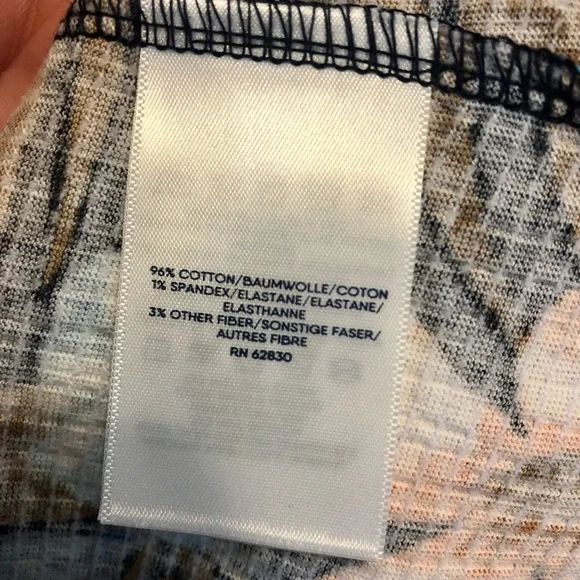 96% COTTON/BAUMWOLLE/COTON
1% SPANDEX/ELASTANE/ELASTANE/
ELASTHANNE
3% OTHER FIBER/SONSTIGE FASER/
AUTRES FIBRE
RN 62830